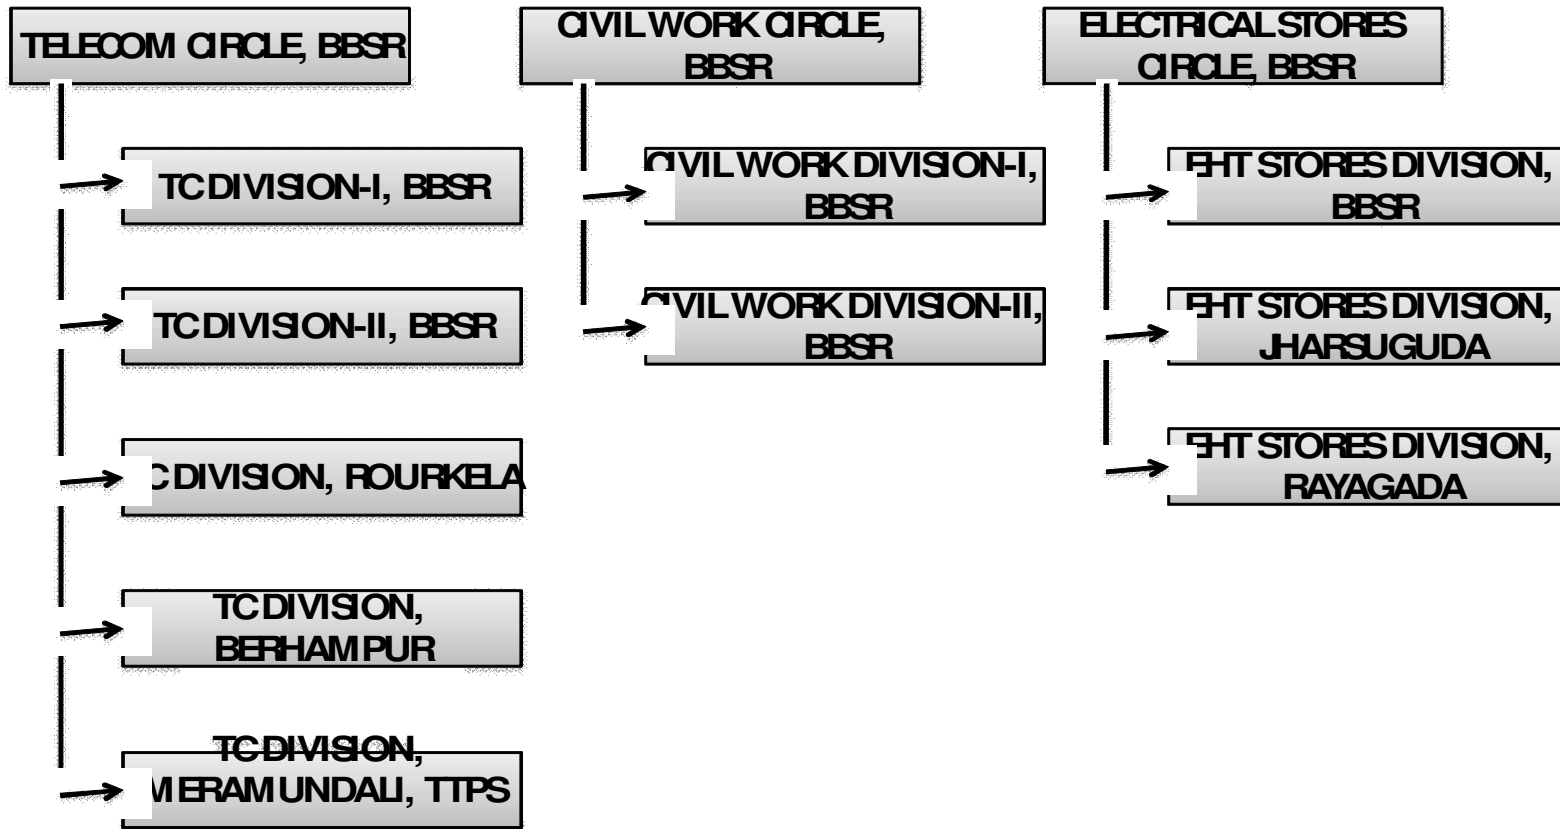 TELECOM CIRCLE, BBSR
TC DIVISION-I, BBSR
TC DIVISION-II, BBSR
C DIVISION, ROURKELA
TC DIVISION,
BERHAMPUR
TC DIVISION,
MERAMUNDALI, TTPS
CIVIL WORK CIRCLE,
BBSR
CIVIL WORK DIVISION-I,
BBSR
CIVIL WORK DIVISION-II,
BBSR
ELECTRICAL STORES
CIRCLE, BBSR
EHT STORES DIVISION,
BBSR
EHT STORES DIVISION,
JHARSUGUDA
EHT STORES DIVISION,
RAYAGADA